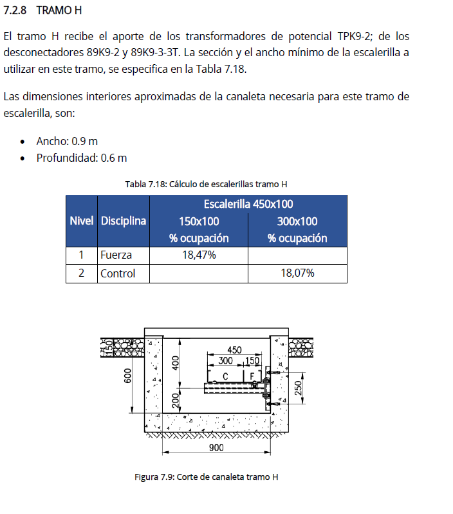 7.2.8 TRAMO H
El tramo H recibe el aporte de los transformadores de potencial TPK9-2; de los
desconectadores 89K9-2 y 89K9-3-3T. La sección y el ancho mínimo de la escalerilla a
utilizar en este tramo, se especifica en la Tabla 7.18.
Las dimensiones interiores aproximadas de la canaleta necesaria para este tramo de
escalerilla, son:
• Ancho: 0.9 m
• Profundidad: 0.6 m
Tabla 7.18: Cálculo de escalerillas tramo H
Escalerilla 450x100
Nivel Disciplina 150x100 300x100
% ocupación % ocupación
1 Fuerza 18,47%
2 Control 18,07%
150
600
400
200
450
300 150
C F
250
900
Figura 7.9: Corte de canaleta tramo H